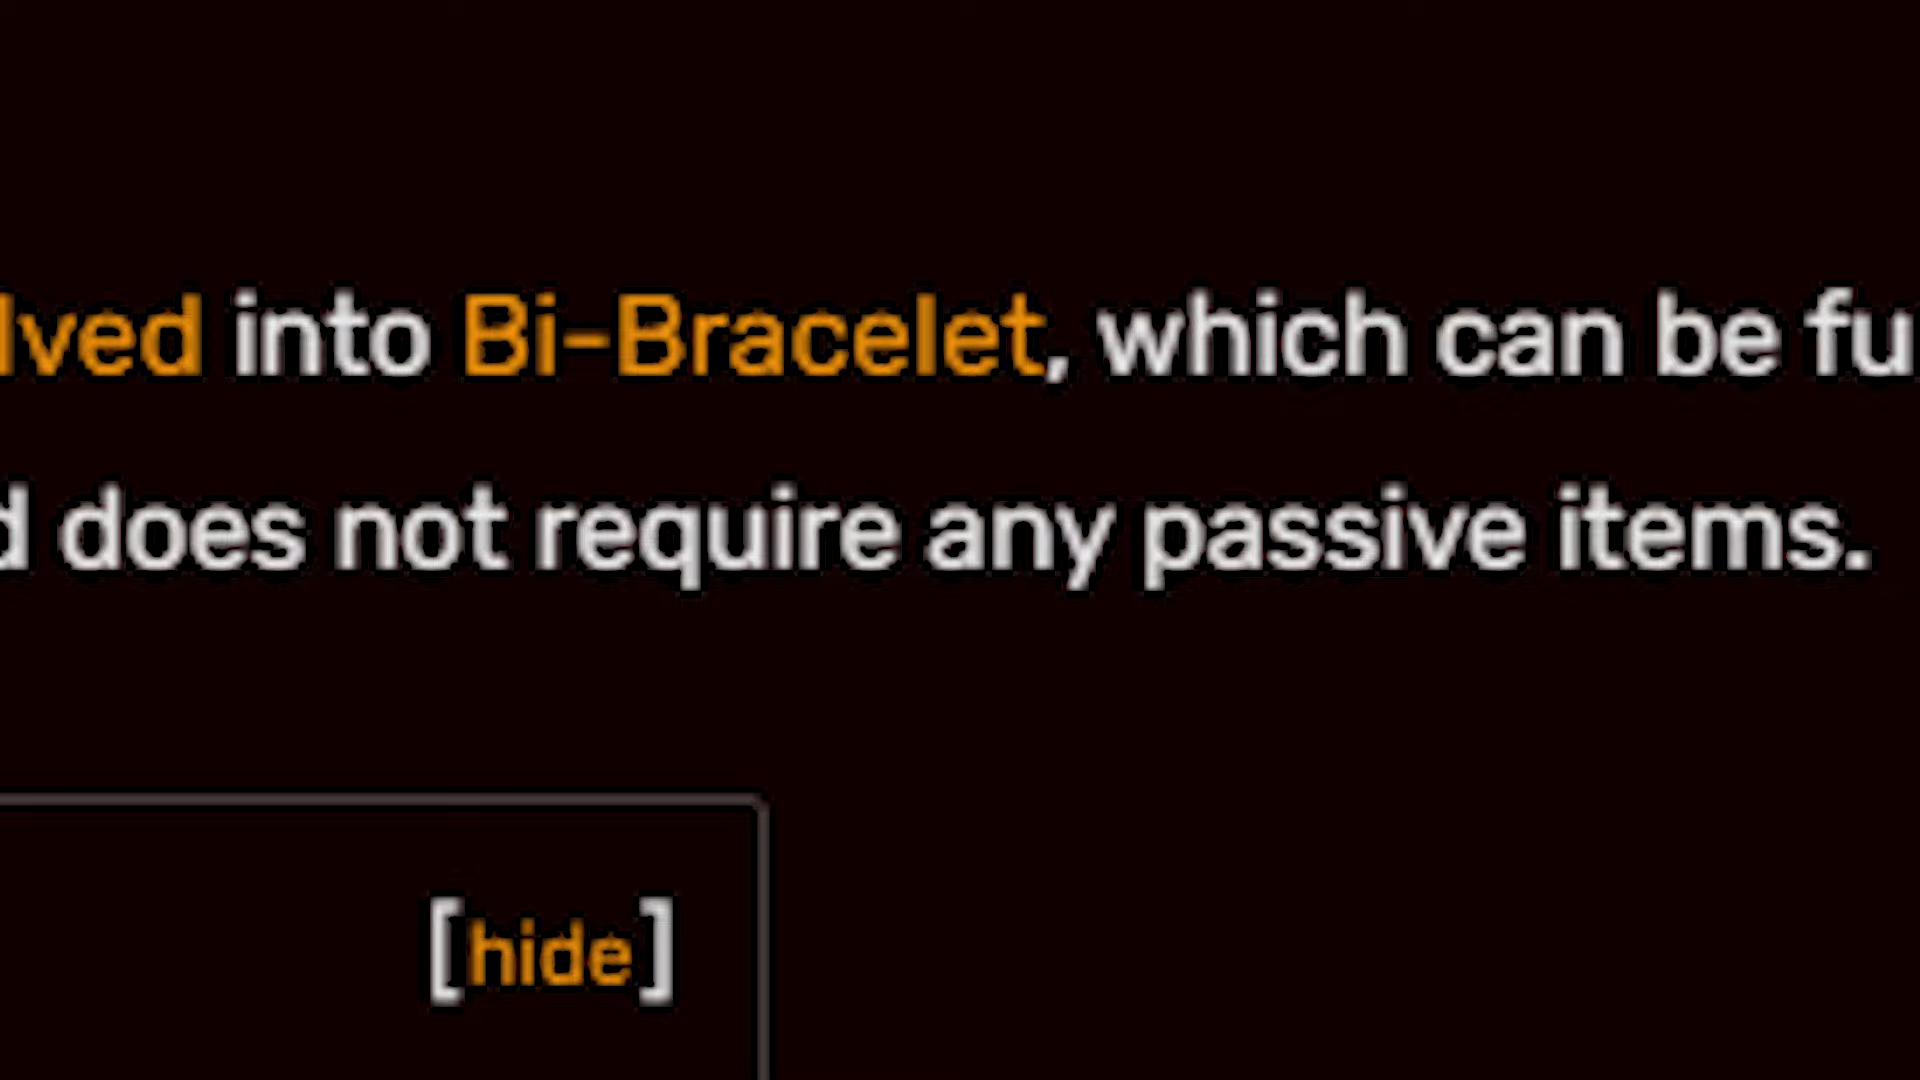 lved into Bi-Bracelet, which can be fu
d does not require any passive items.
[hide]